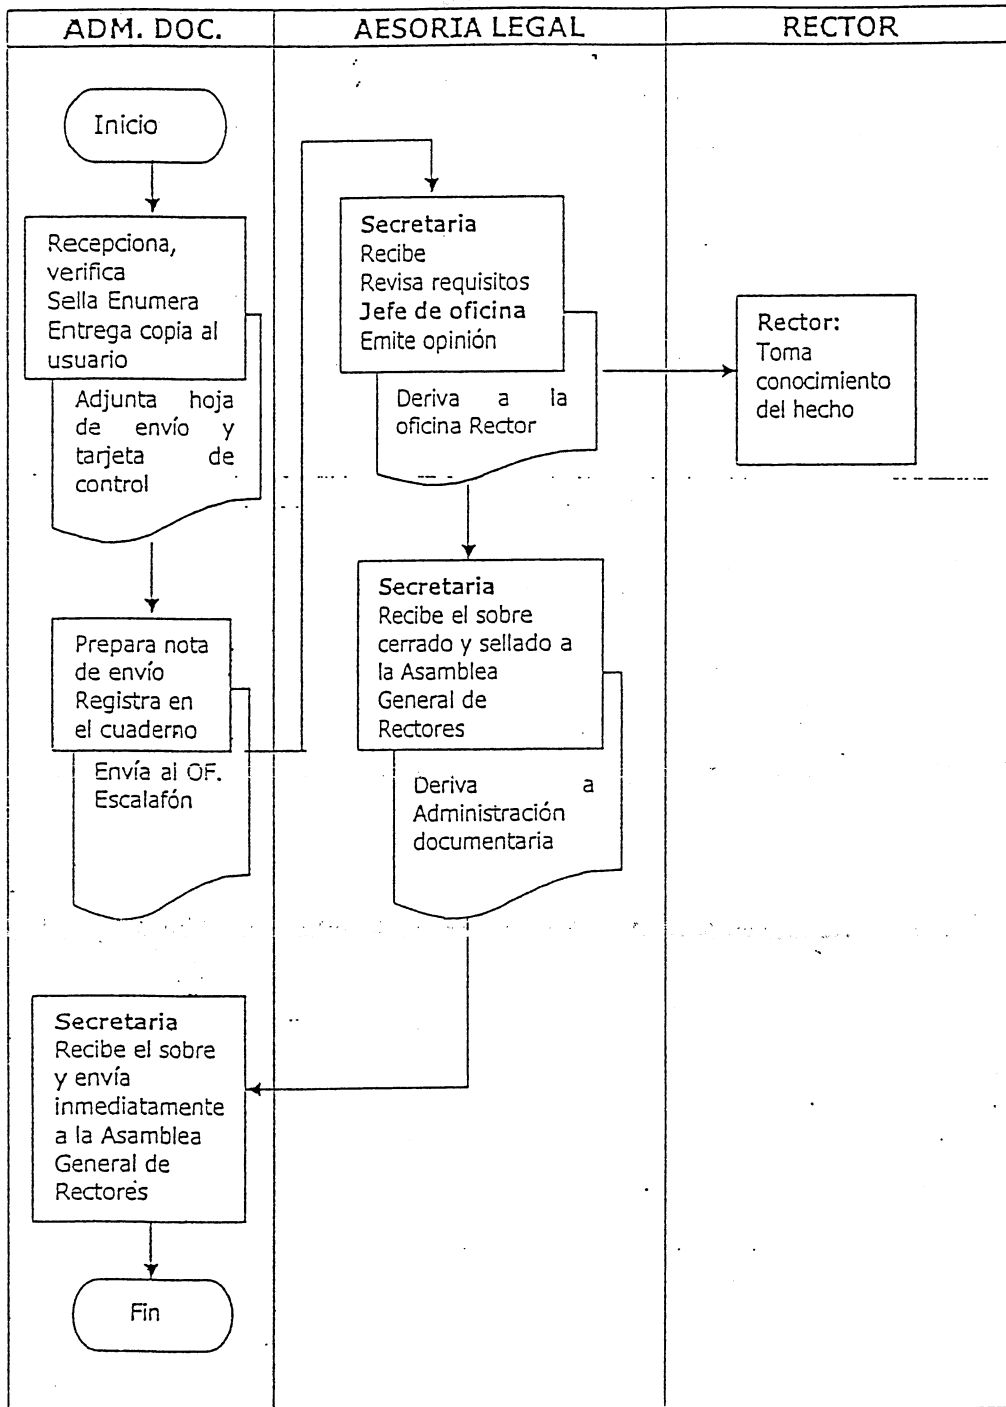 ADM. DOC.
AESORIA LEGAL
RECTOR
Inicio
Recepciona,
verifica
Sella Enumera
Entrega copia al
usuario
Adjunta hoja
de envío y
tarjeta de
control
Prepara nota
de envío
Registra en
el cuaderno
Envía al OF.
Escalafón
Secretaria
Recibe
Revisa requisitos
Jefe de oficina
Emite opinión
Deriva a la
oficina Rector
Rector:
Toma
conocimiento
del hecho
Secretaria
Recibe el sobre
cerrado y sellado a
la Asamblea
General de
Rectores
Deriva a
Administración
documentaria
Secretaria
Recibe el sobre
y envía
inmediatamente
a la Asamblea
General de
Rectores
Fin